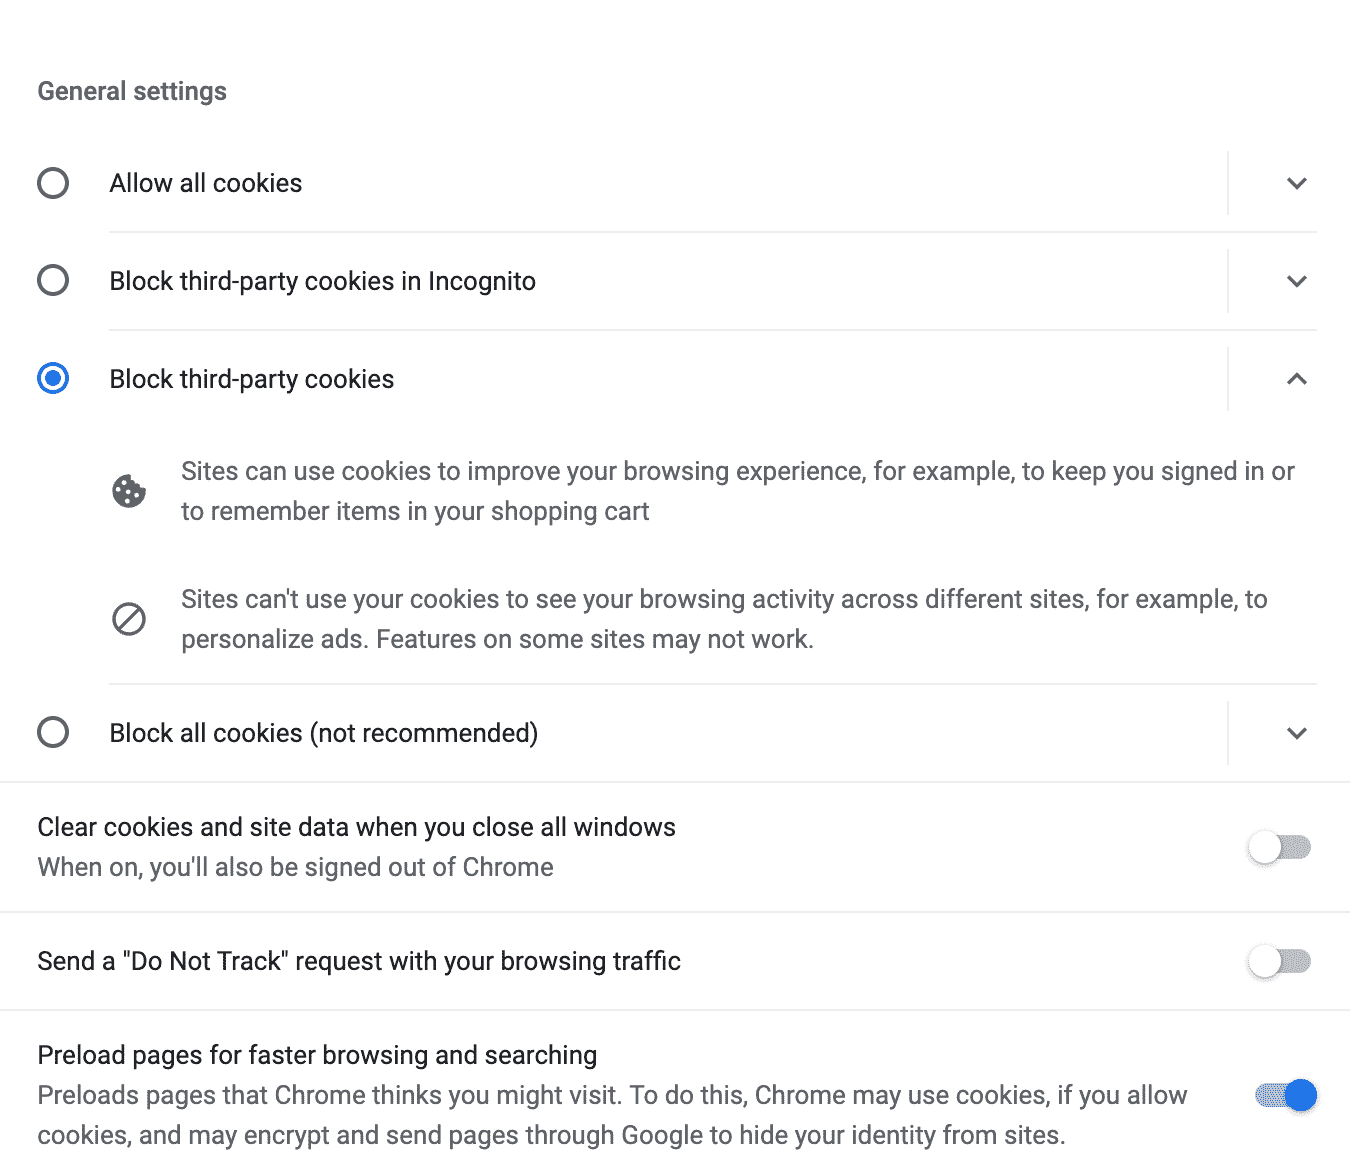 General settings
Allow all cookies
Block third-party cookies in Incognito
Block third-party cookies
Sites can use cookies to improve your browsing experience, for example, to keep you signed in or
to remember items in your shopping cart
Sites can't use your cookies to see your browsing activity across different sites, for example, to
personalize ads. Features on some sites may not work.
Block all cookies (not recommended)
Clear cookies and site data when you close all windows
When on, you'll also be signed out of Chrome
Send a "Do Not Track" request with your browsing traffic
Preload pages for faster browsing and searching
Preloads pages that Chrome thinks you might visit. To do this, Chrome may use cookies, if you allow
cookies, and may encrypt and send pages through Google to hide your identity from sites.